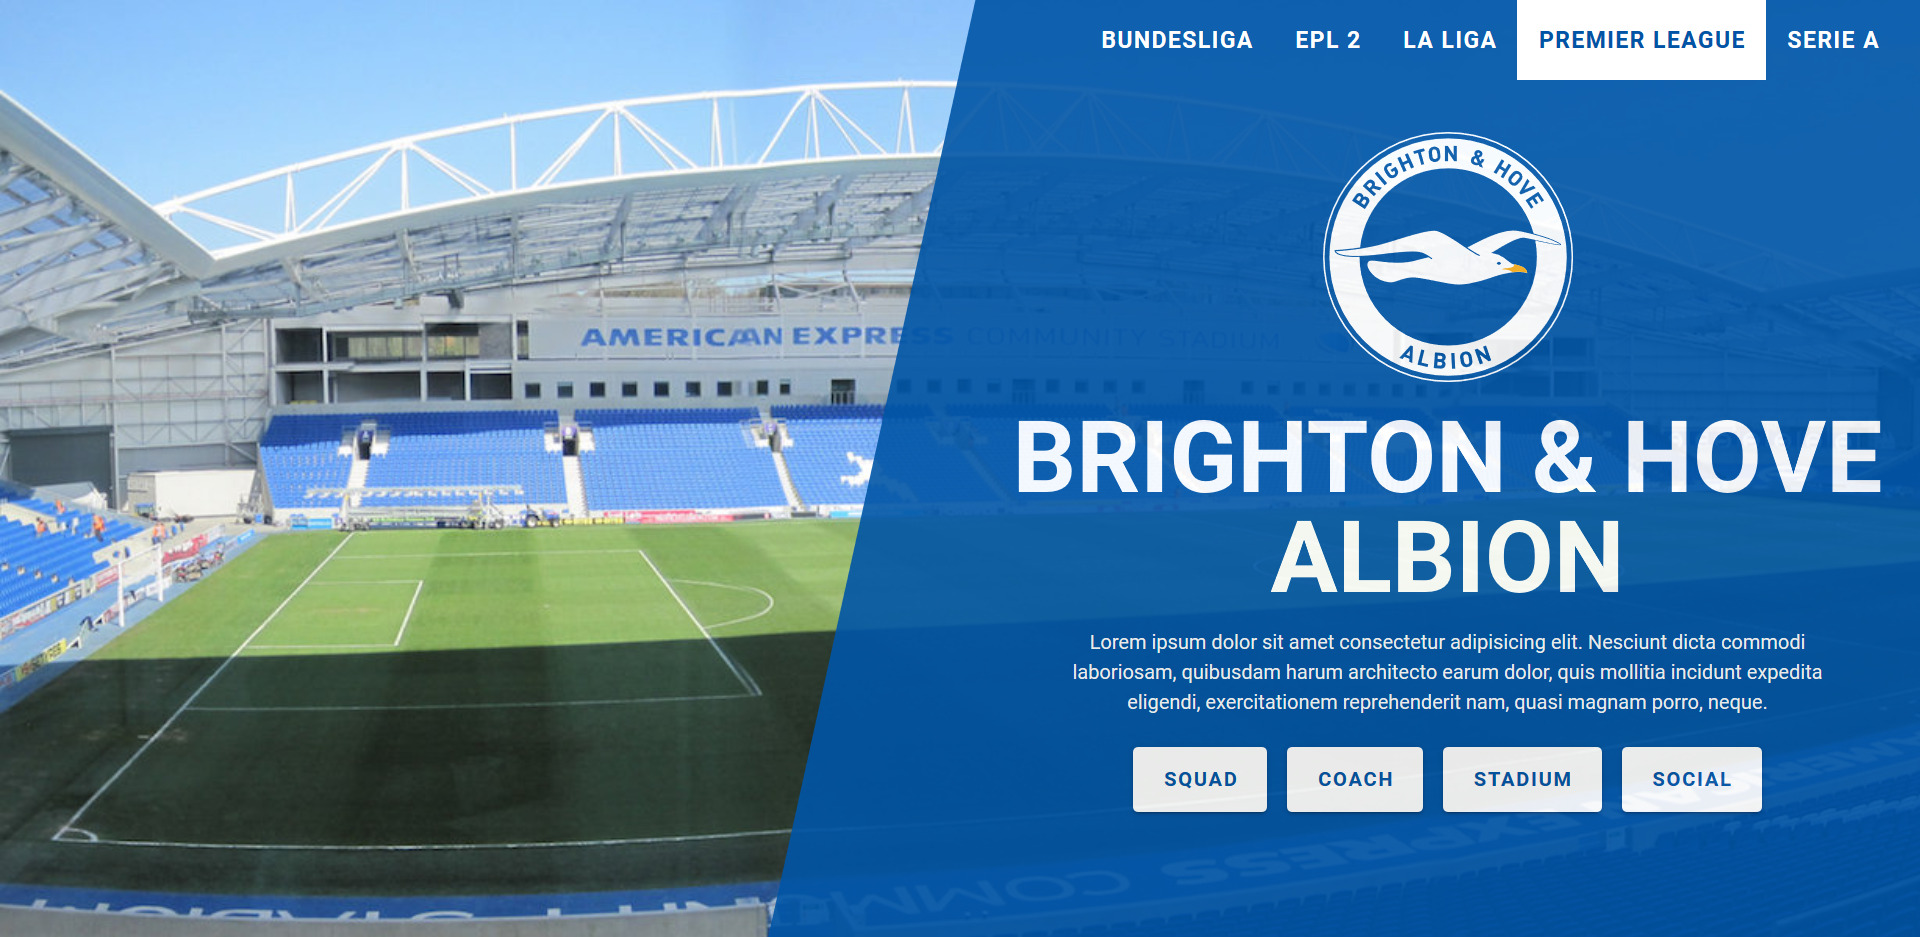 BUNDESLIGA EPL 2 LA LIGA PREMIER LEAGUE SERIE A
BRIGHTON & HOVE
ALBION
AMERICAN EXPRESS COMMUNITY STADIUM
BRIGHTON & HOVE
ALBION
Lorem ipsum dolor sit amet consectetur adipisicing elit. Nesciunt dicta commodi
laboriosam, quibusdam harum architecto earum dolor, quis mollitia incidunt expedita
eligendi, exercitationem reprehenderit nam, quasi magnam porro, neque.
SQUAD COACH STADIUM SOCIAL